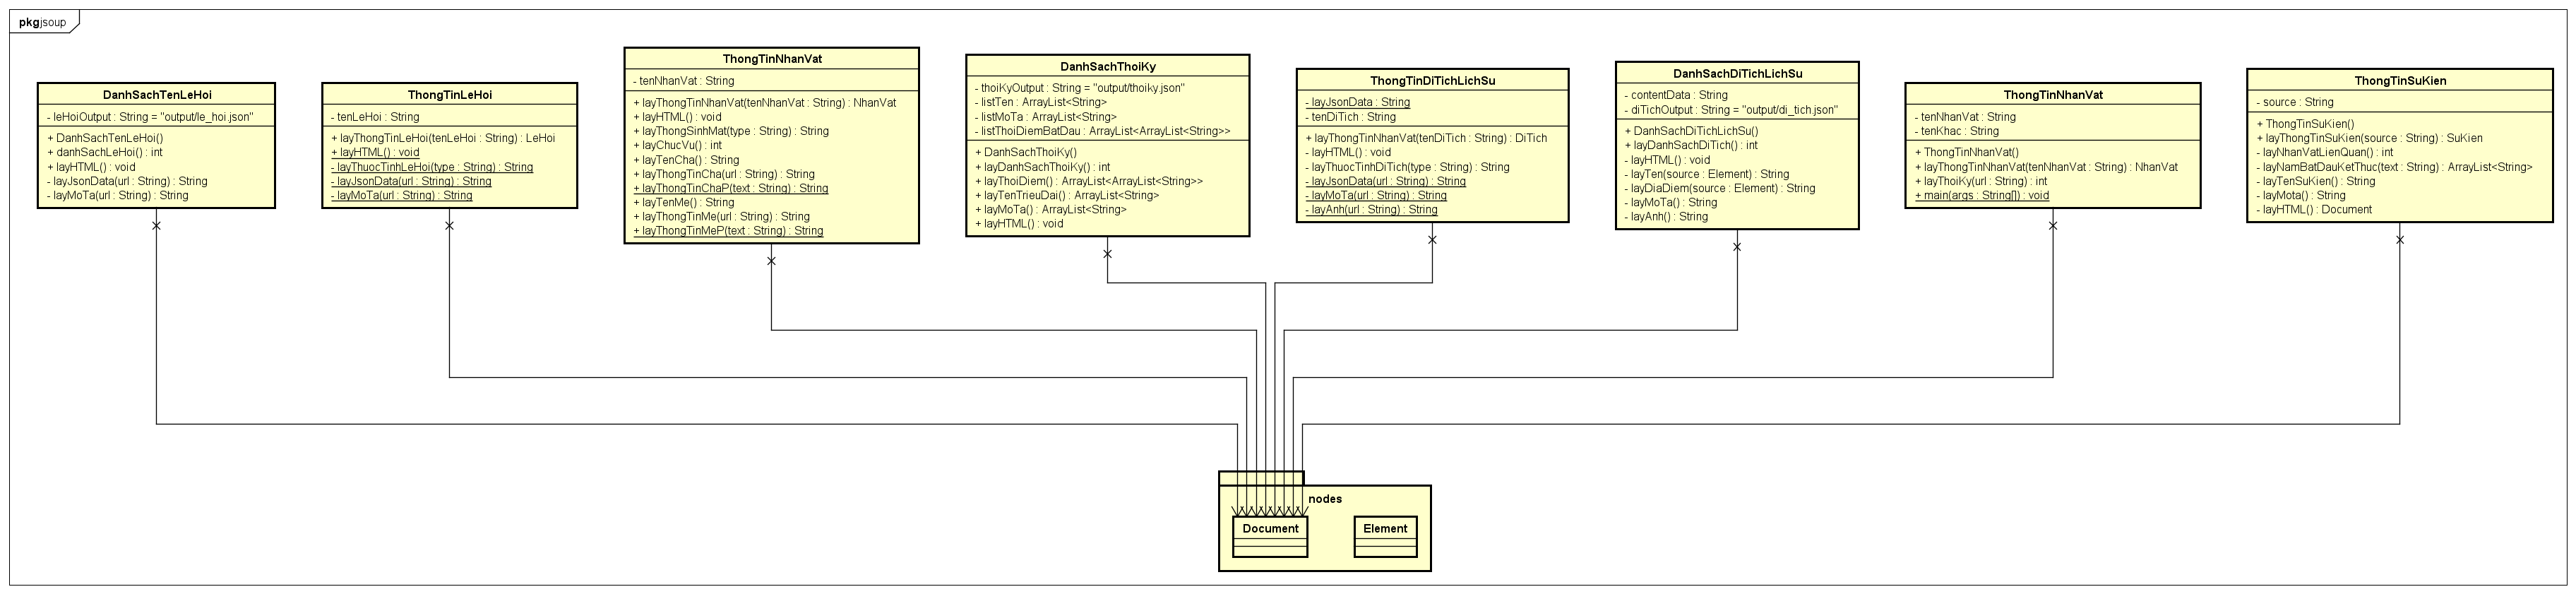 pkg jsoup
DanhSachTenLeHoi
- leHoiOutput : String = "output/le_hoi.json"
+ DanhSachTenLeHoi()
+ danhSachLeHoi() : int
+ layHTML() : void
- layJsonData(url : String) : String
- layMoTa(url : String) : String
ThongTinLeHoi
- tenLeHoi : String
+ layThongTinLeHoi(tenLeHoi : String) : LeHoi
+ layHTML() : void
- layThuocTinhLeHoi(type : String) : String
- layJsonData(url : String) : String
- layMoTa(url : String) : String
ThongTinNhanVat
- tenNhanVat : String
+ layThongTinNhanVat(tenNhanVat : String) : NhanVat
+ layHTML() : void
+ layThongSinhMat(type : String) : String
+ layChucVu() : int
+ layTenCha() : String
+ layThongTinCha(url : String) : String
+ layThongTinChaP(text : String) : String
+ layTenMe() : String
+ layThongTinMe(url : String) : String
+ layThongTinMeP(text : String) : String
DanhSachThoiKy
- thoiKyOutput : String = "output/thoiky.json"
- listTen : ArrayList<String>
- listMoTa : ArrayList<String>
- listThoiDiemBatDau : ArrayList<ArrayList<String>>
+ DanhSachThoiKy()
+ layDanhSachThoiKy() : int
+ layThoiDiem() : ArrayList<ArrayList<String>>
+ layTenTrieuDai() : ArrayList<String>
+ layMoTa() : ArrayList<String>
+ layHTML() : void
ThongTinDiTichLichSu
- layJsonData : String
- tenDiTich : String
+ layThongTinNhanVat(tenDiTich : String) : DiTich
- layHTML() : void
- layThuocTinhDiTich(type : String) : String
- layJsonData(url : String) : String
- layMoTa(url : String) : String
- layAnh(url : String) : String
DanhSachDiTichLichSu
- contentData : String
- diTichOutput : String = "output/di_tich.json"
+ DanhSachDiTichLichSu()
+ layDanhSachDiTich() : int
- layHTML() : void
- layTen(source : Element) : String
- layDiaDiem(source : Element) : String
- layMoTa() : String
- layAnh() : String
ThongTinNhanVat
- tenNhanVat : String
- tenKhac : String
+ ThongTinNhanVat()
+ layThongTinNhanVat(tenNhanVat : String) : NhanVat
+ layThoiKy(url : String) : int
+ main(args : String[]) : void
ThongTinSuKien
- source : String
+ ThongTinSuKien()
+ layThongTinSuKien(source : String) : SuKien
- layNhanVatLienQuan() : int
- layNamBatDauKetThuc(text : String) : ArrayList<String>
- layTenSuKien() : String
- layMota() : String
- layHTML() : Document
nodes
Document
Element